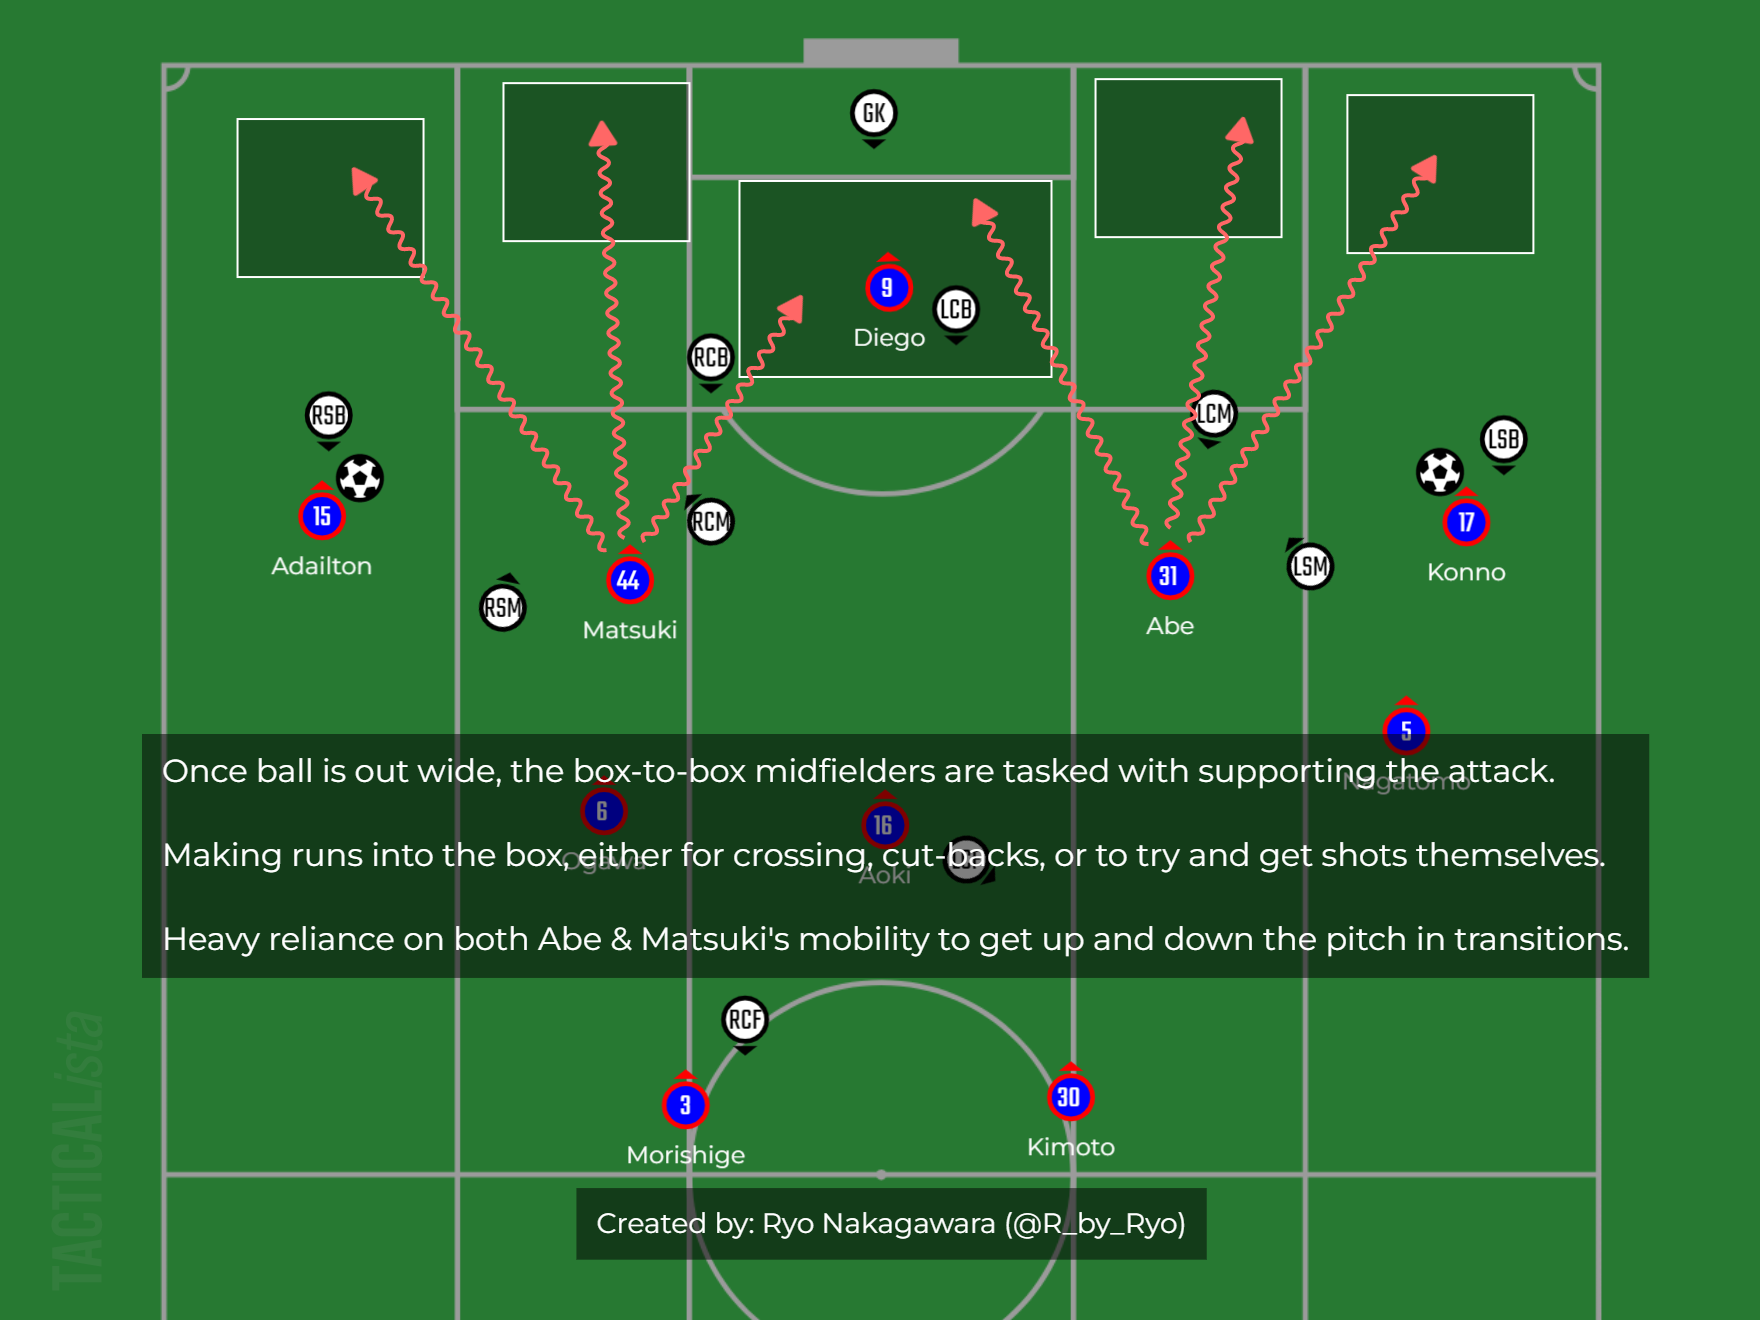 GK
9
LCB
Diego
RCB
RSB
LCM
LSB
15
RCM
17
Adailton
44
31
LSM
Konno
RSM
Matsuki
Abe
5
Once ball is out wide, the box-to-box midfielders are tasked with supporting the attack.
Nagatomo
6
16
Making runs into the box, either for crossing, cut-backs, or to try and get shots themselves.
Ogawa
Aoki
Heavy reliance on both Abe & Matsuki's mobility to get up and down the pitch in transitions.
RCF
3
30
Morishige
Kimoto
Created by: Ryo Nakagawara (@R_by_Ryo)
TACTICALista